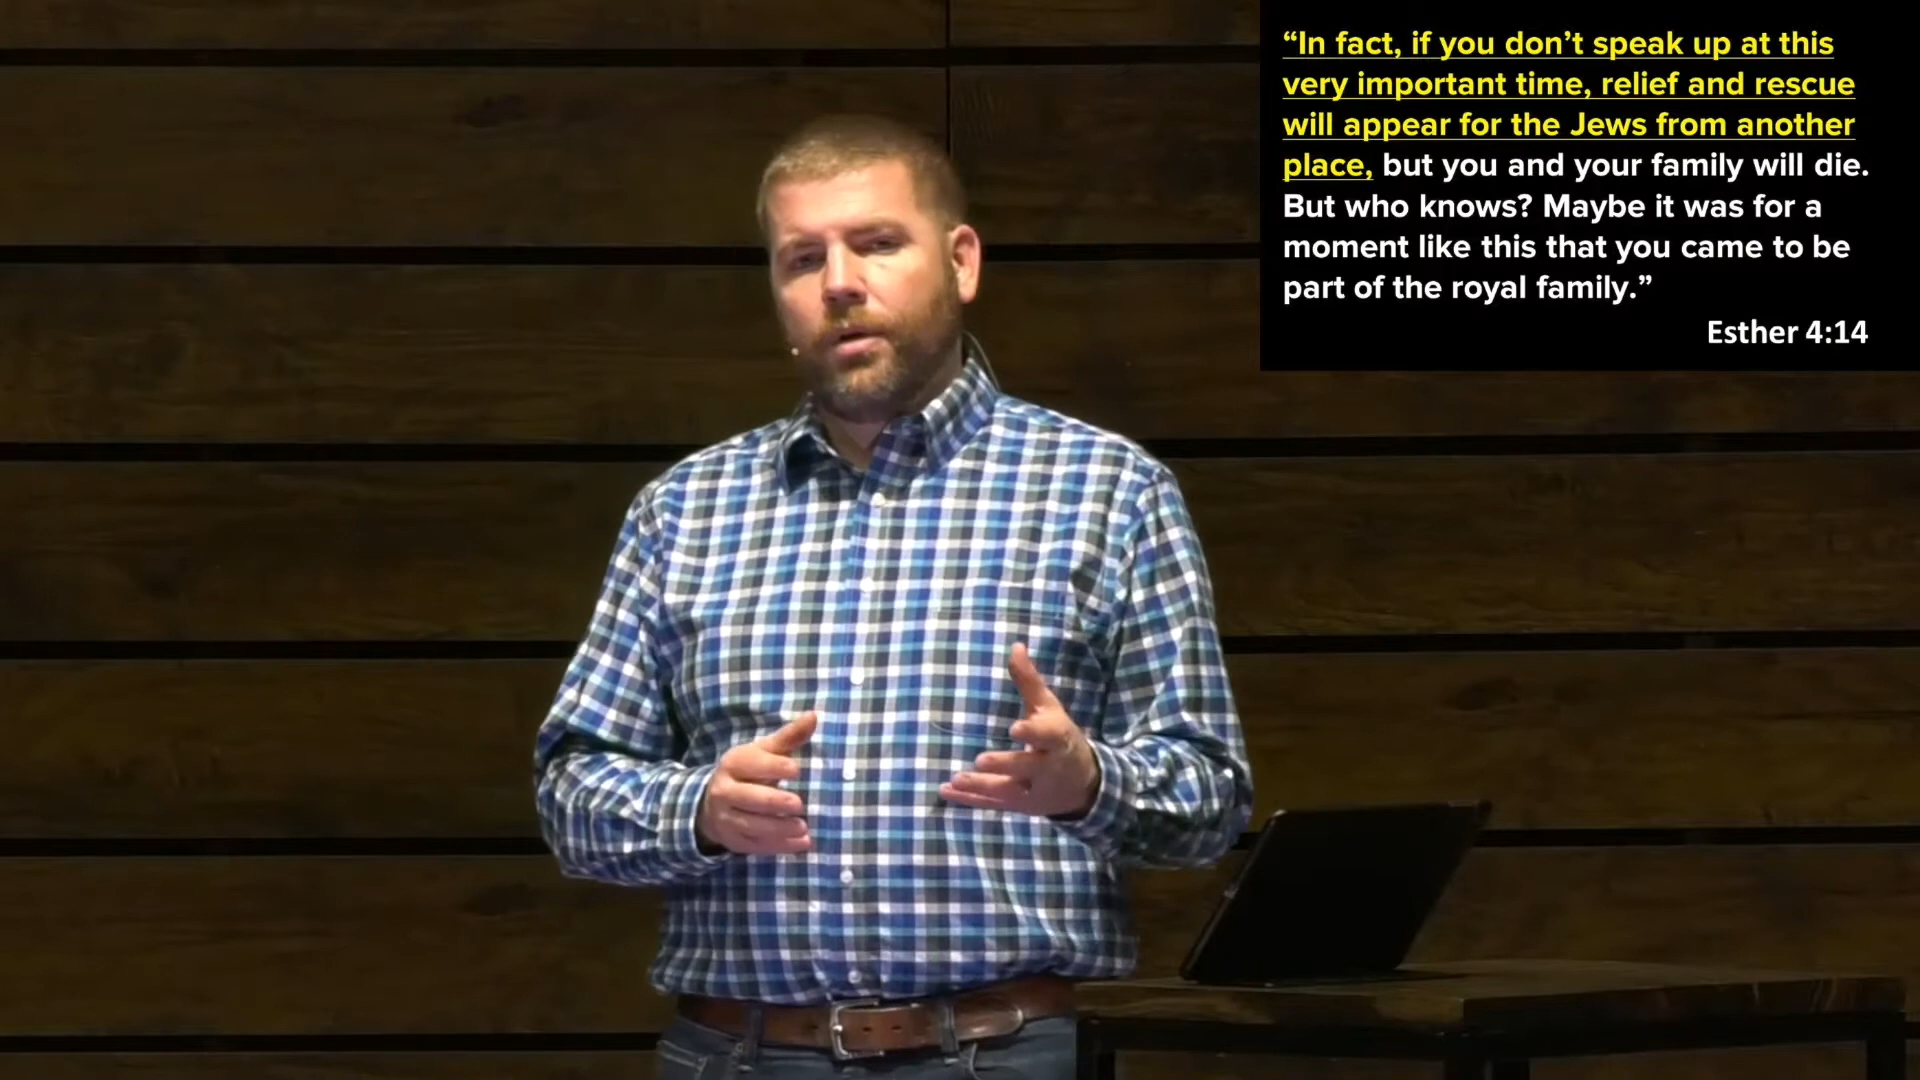 “In fact, if you don’t speak up at this
very important time, relief and rescue
will appear for the Jews from another
place, but you and your family will die.
But who knows? Maybe it was for a
moment like this that you came to be
part of the royal family.”
Esther 4:14